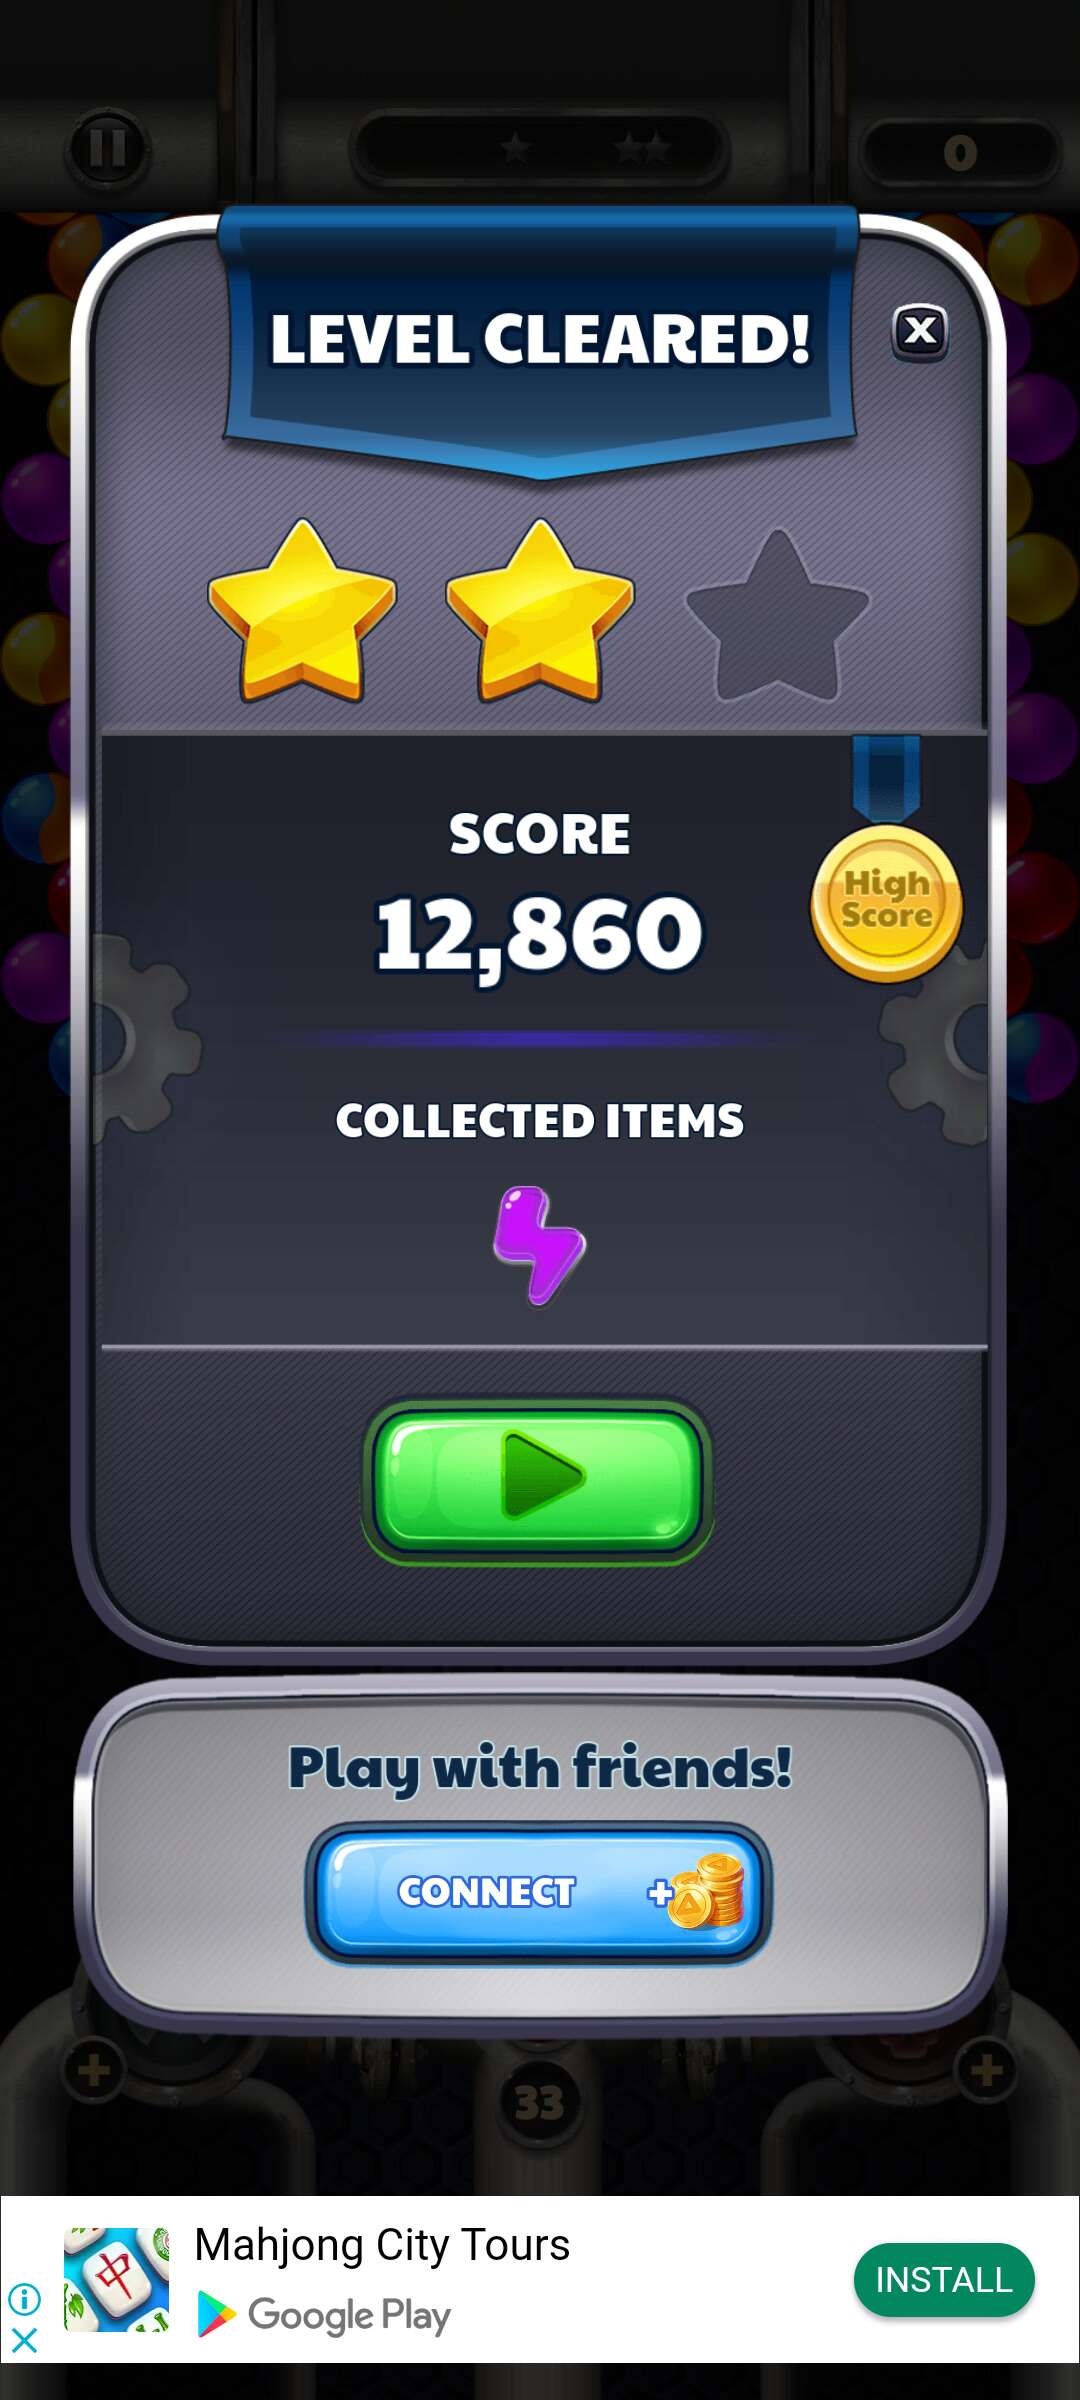 0
LEVEL CLEARED!
X
SCORE
12,860
High
Score
COLLECTED ITEMS
Play with friends!
CONNECT +
+ +
33
Mahjong City Tours
Google Play
INSTALL
中